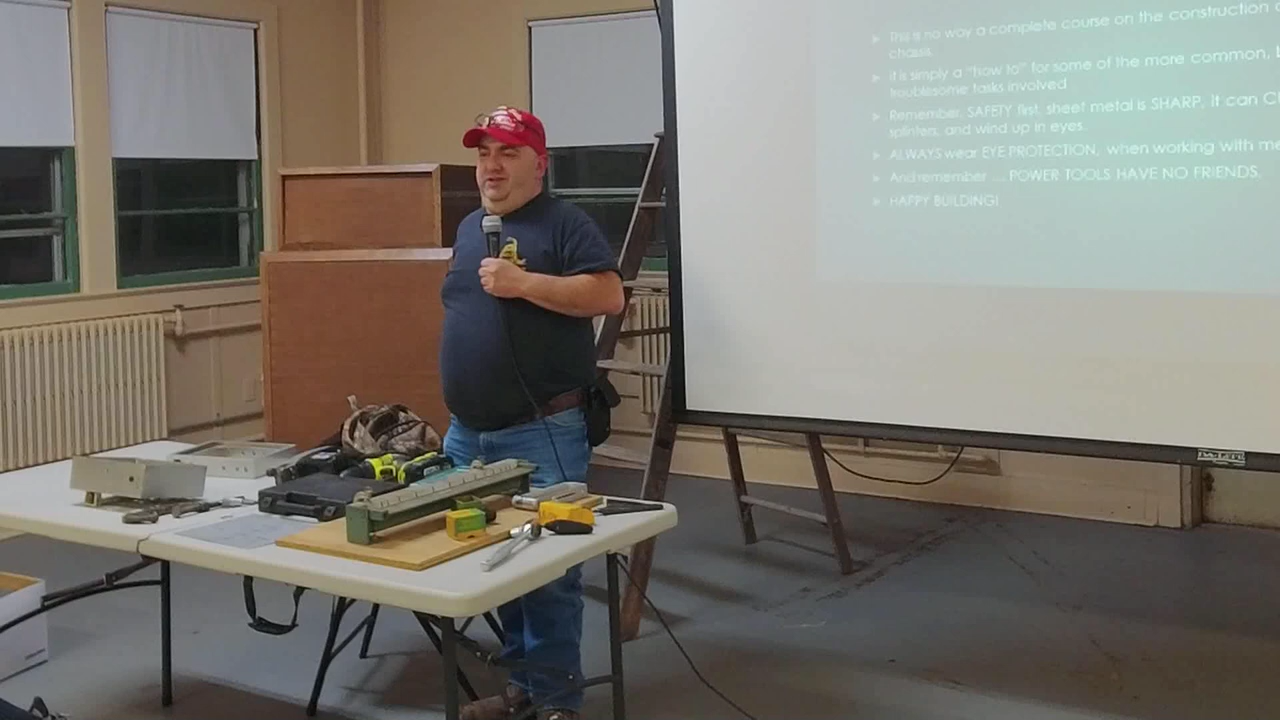 This is no way a complete course on the construction
chassis.
it is simply a "how to" for some of the more common,
troublesome tasks involved
Remember, SAFETY first, sheet metal is SHARP, it can
splinters, and wind up in eyes.
ALWAYS wear EYE PROTECTION, when working with
And remember .... POWER TOOLS HAVE NO FRIENDS.
HAPPY BUILDING!
DA-LITE